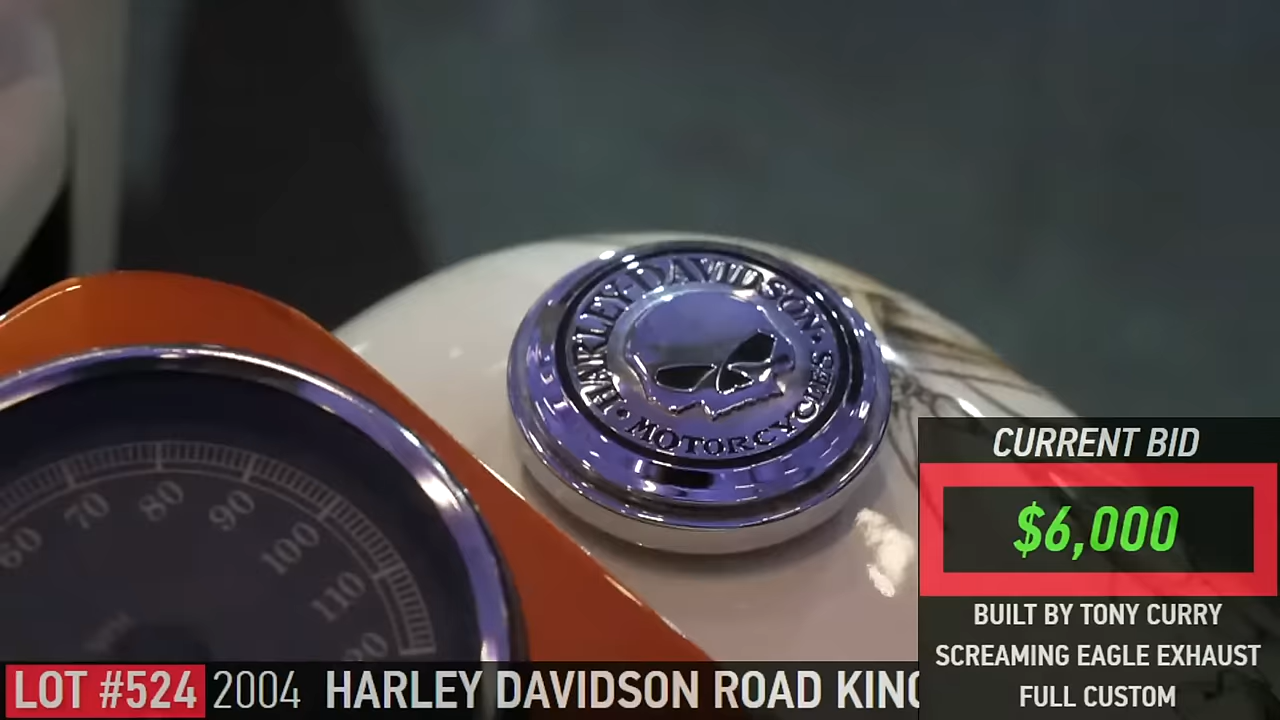 HARLEY-DAVIDSON
MOTORCYCLES
60 70 80 90 100 110
CURRENT BID
$6,000
BUILT BY TONY CURRY
SCREAMING EAGLE EXHAUST
FULL CUSTOM
LOT #524 2004 HARLEY DAVIDSON ROAD KING